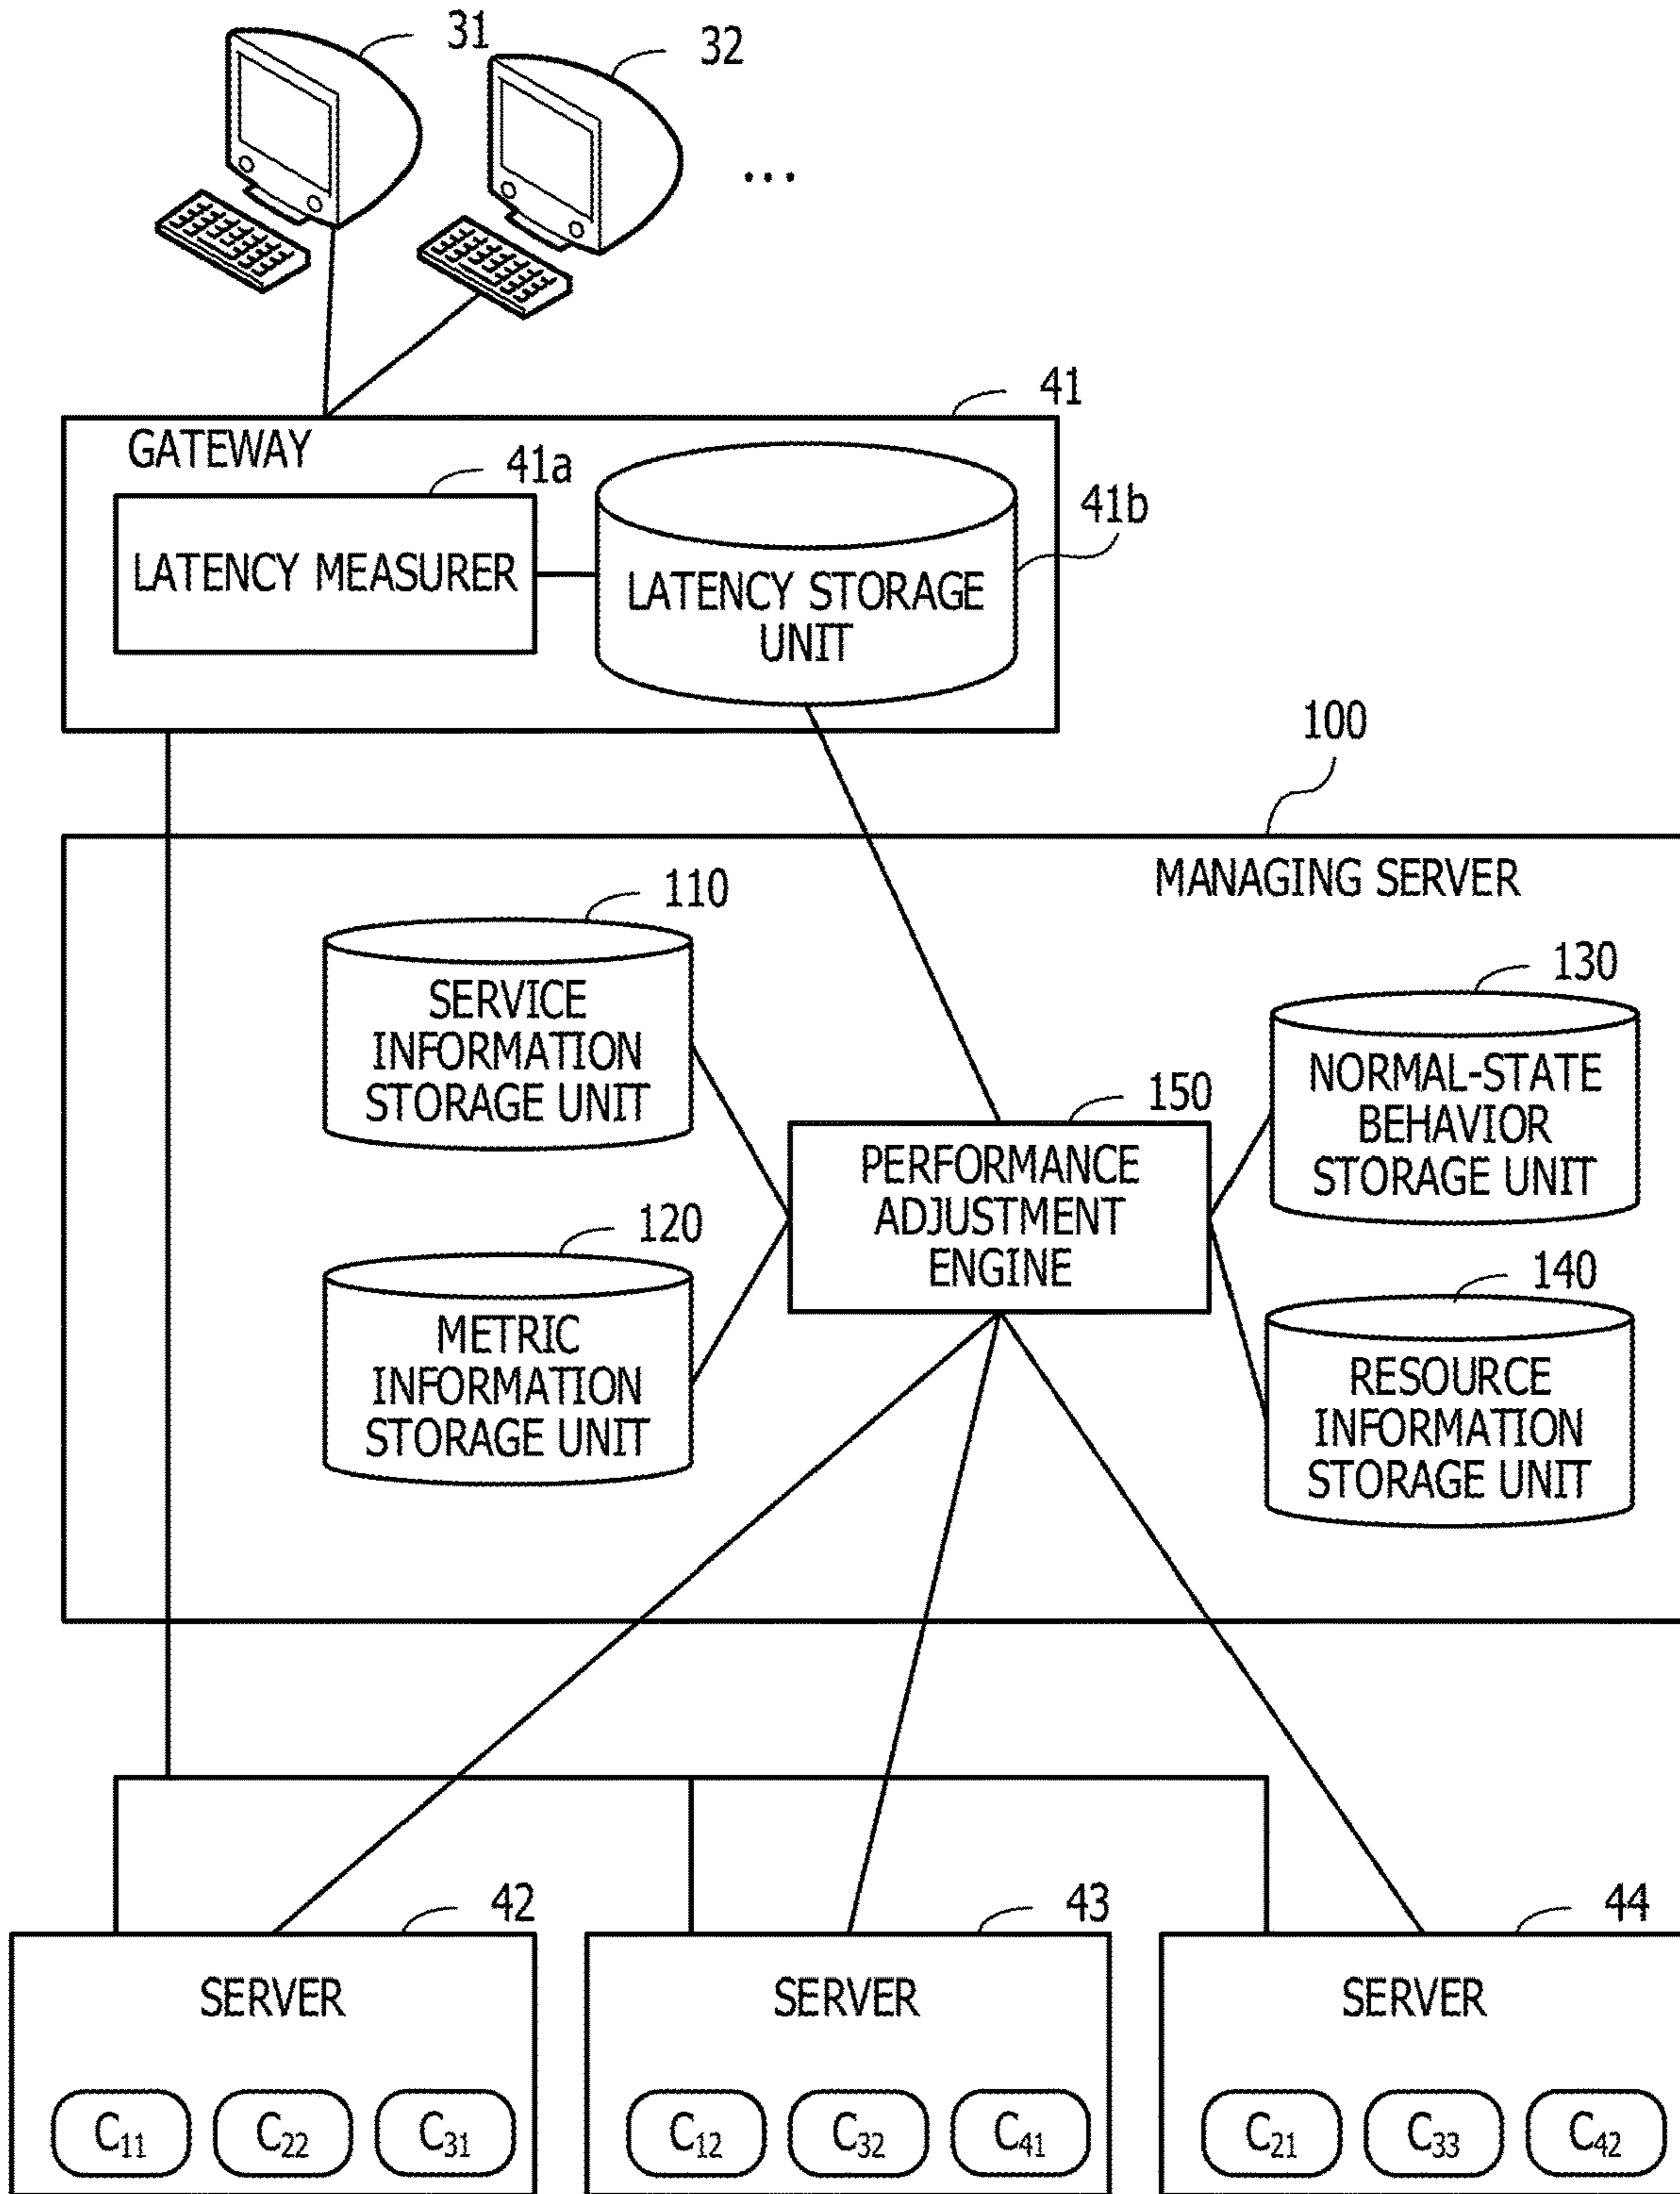 31
32
...
41
GATEWAY
41a
41b
LATENCY MEASURER
LATENCY STORAGE
UNIT
100
MANAGING SERVER
110
SERVICE
INFORMATION
STORAGE UNIT
130
NORMAL-STATE
BEHAVIOR
STORAGE UNIT
150
PERFORMANCE
ADJUSTMENT
ENGINE
120
METRIC
INFORMATION
STORAGE UNIT
140
RESOURCE
INFORMATION
STORAGE UNIT
42
SERVER
C11 C22 C31
43
SERVER
C12 C32 C41
44
SERVER
C21 C33 C42